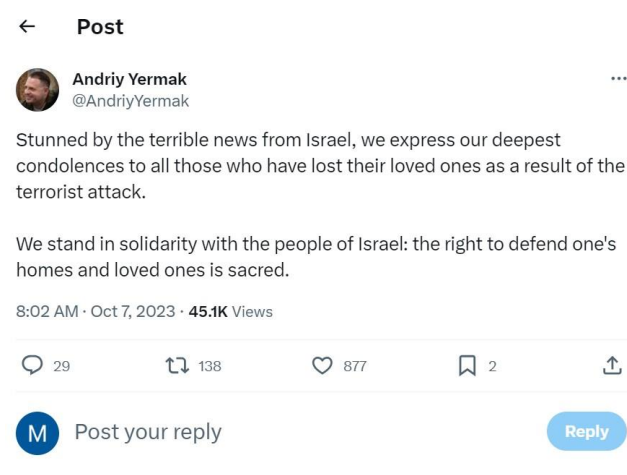 Post
Andriy Yermak
@AndriyYermak
Stunned by the terrible news from Israel, we express our deepest
condolences to all those who have lost their loved ones as a result of the
terrorist attack.
We stand in solidarity with the people of Israel: the right to defend one's
homes and loved ones is sacred.
8:02 AM · Oct 7, 2023 · 45.1K Views
29 138 877 2
M Post your reply Reply